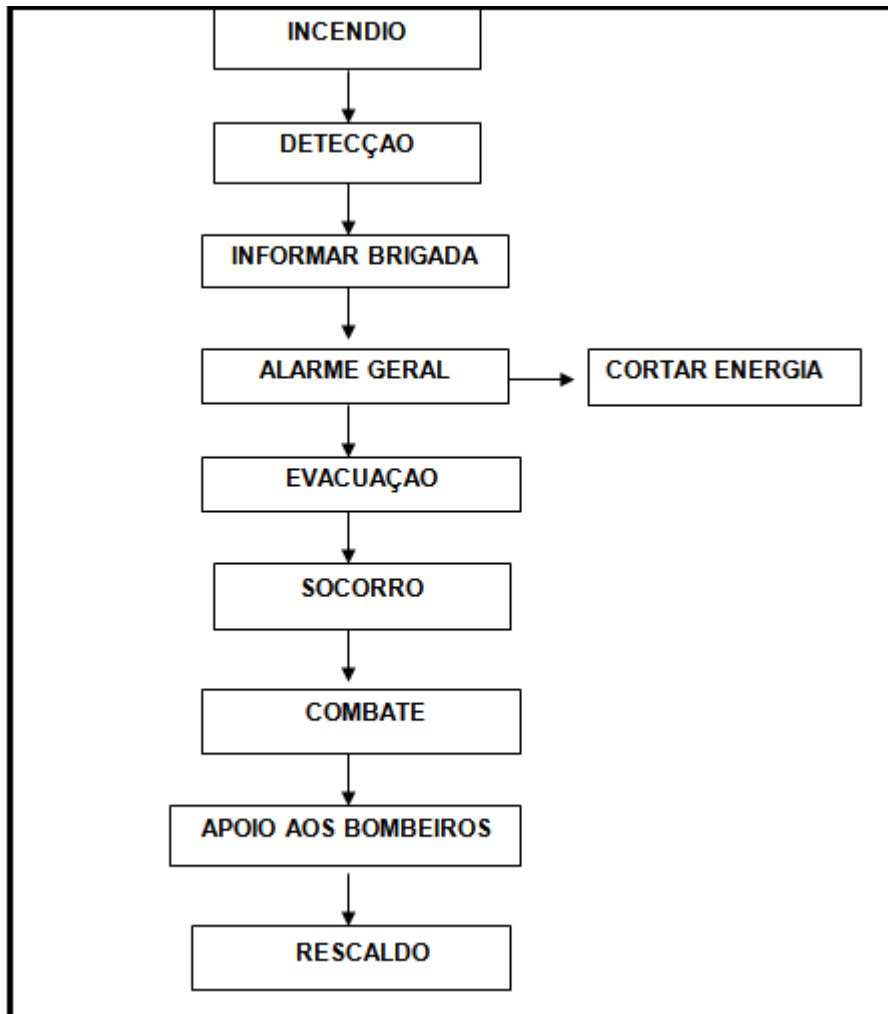 INCENDIO
DETECÇAO
INFORMAR BRIGADA
ALARME GERAL
CORTAR ENERGIA
EVACUAÇAO
SOCORRO
COMBATE
APOIO AOS BOMBEIROS
RESCALDO